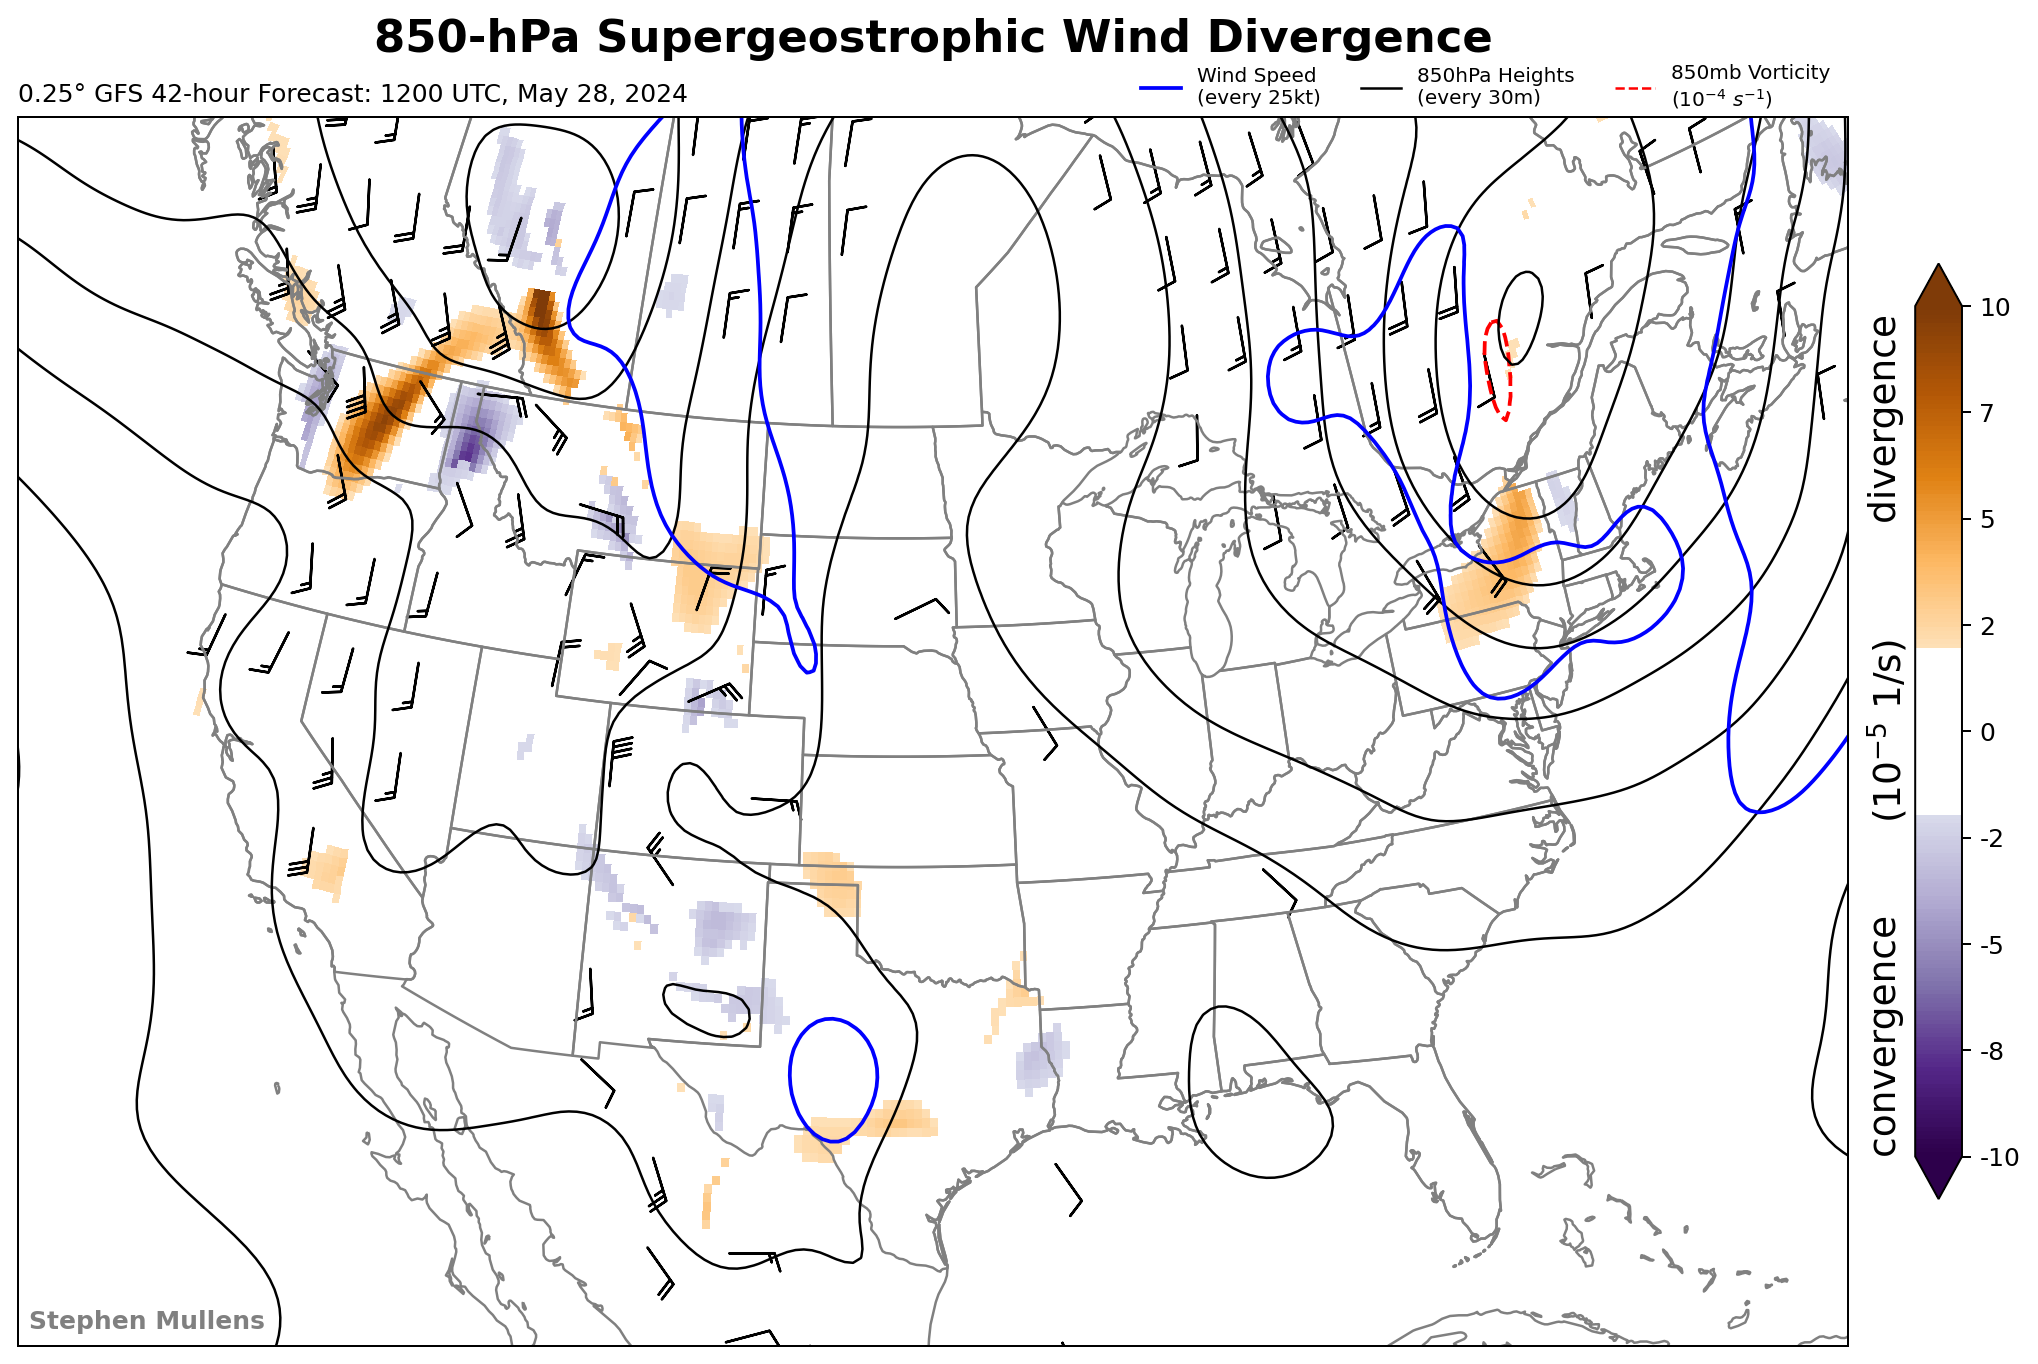 850-hPa Supergeostrophic Wind Divergence
0.25° GFS 42-hour Forecast: 1200 UTC, May 28, 2024
Wind Speed
(every 25kt)
850hPa Heights
(every 30m)
850mb Vorticity
(10⁻⁴ s⁻¹)
10
7
5
2
0
-2
-5
-8
-10
convergence (10⁻⁵ 1/s) divergence
Stephen Mullens